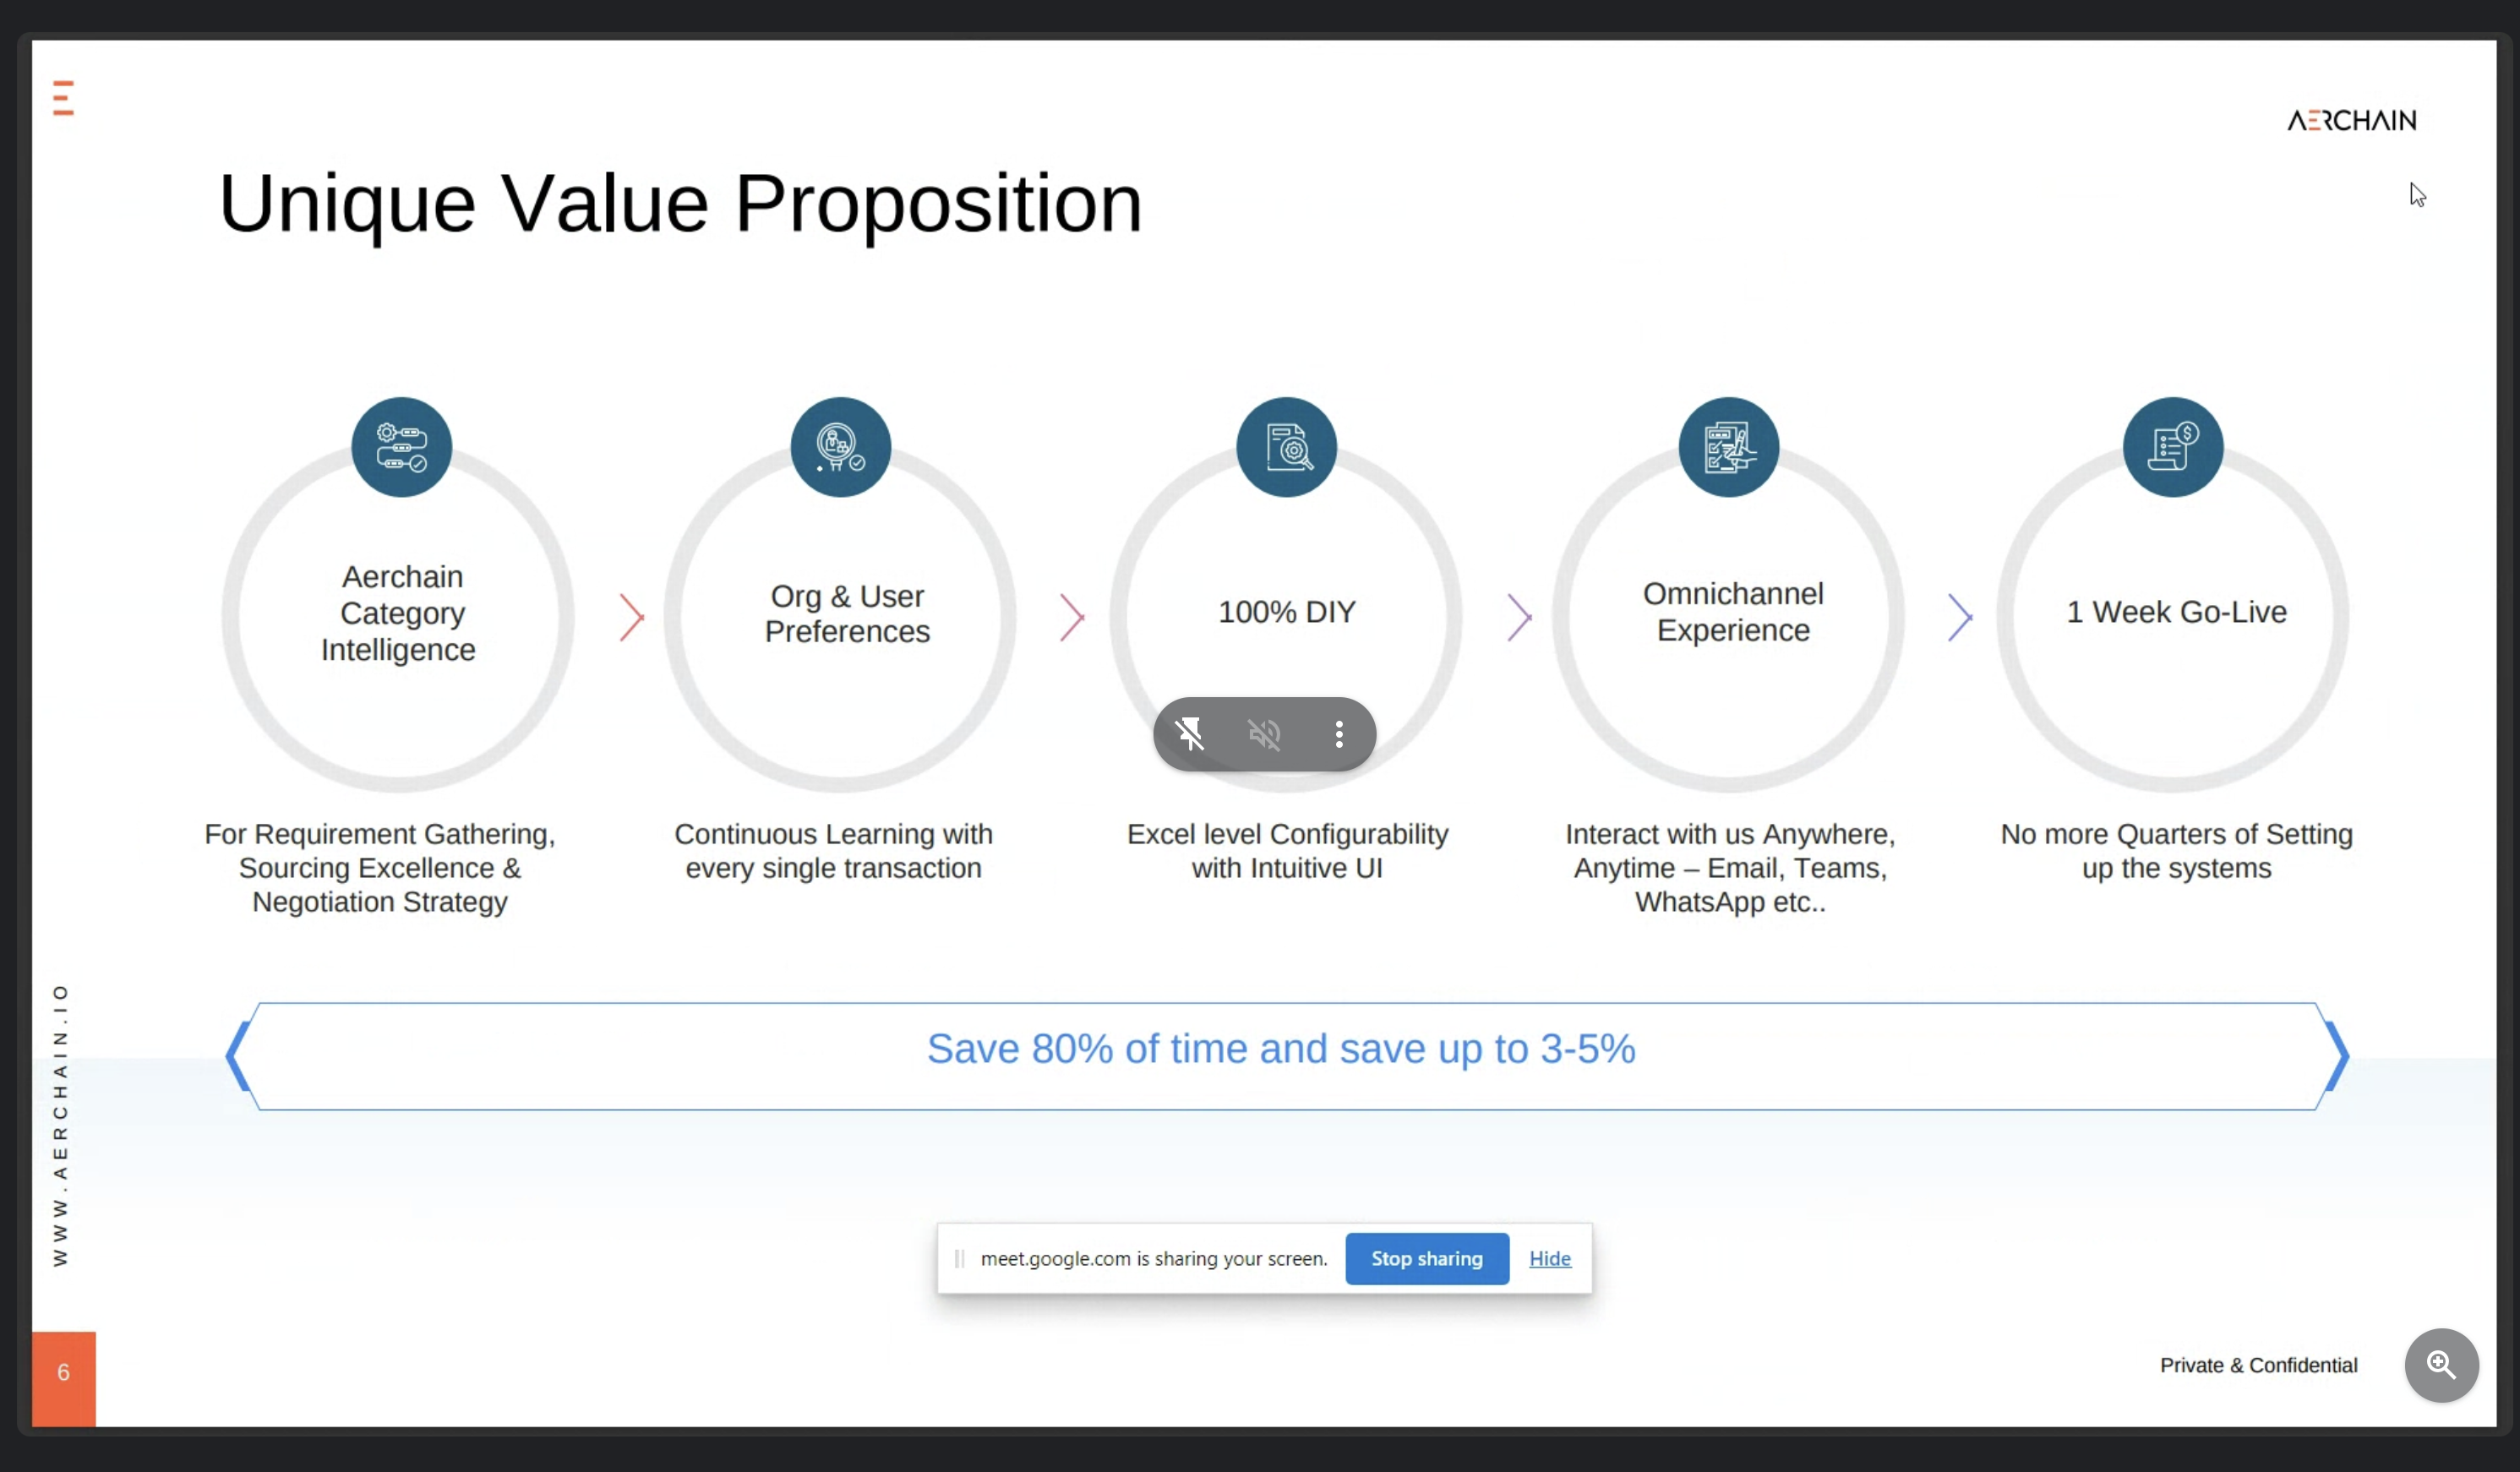 AERCHAIN
Unique Value Proposition
Aerchain
Category
Intelligence
Org & User
Preferences
100% DIY
Omnichannel
Experience
1 Week Go-Live
For Requirement Gathering,
Sourcing Excellence &
Negotiation Strategy
Continuous Learning with
every single transaction
Excel level Configurability
with Intuitive UI
Interact with us Anywhere,
Anytime – Email, Teams,
WhatsApp etc..
No more Quarters of Setting
up the systems
Save 80% of time and save up to 3-5%
WWW.AERCHAIN.IO
meet.google.com is sharing your screen.
Stop sharing
Hide
6
Private & Confidential